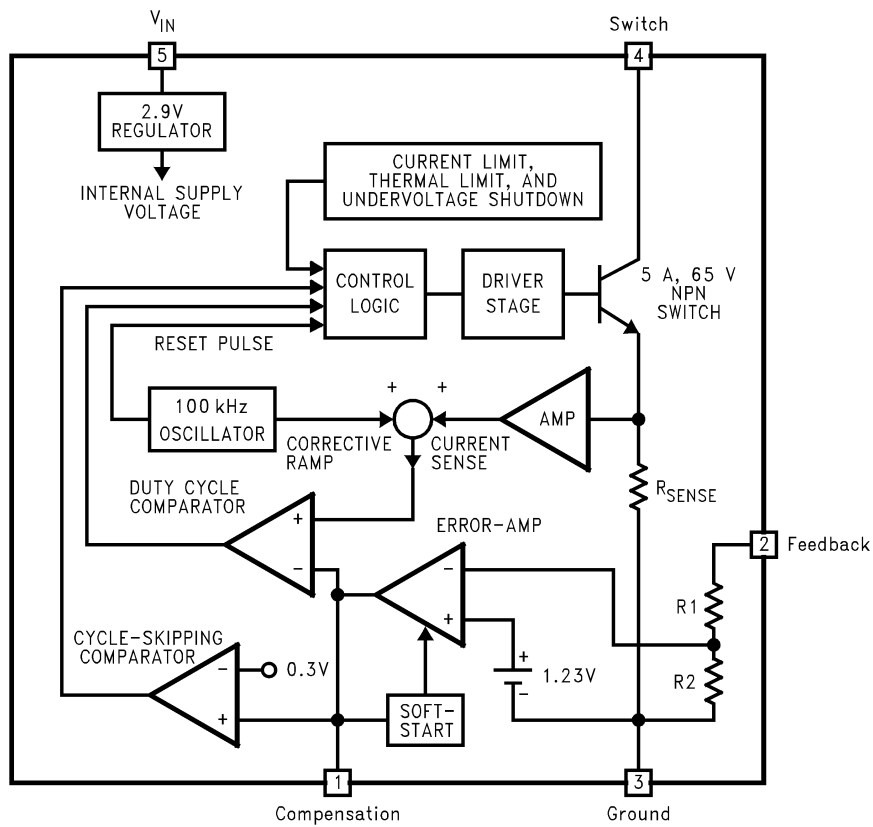 VIN
Switch
5
4
2.9V
REGULATOR
INTERNAL SUPPLY
VOLTAGE
CURRENT LIMIT,
THERMAL LIMIT, AND
UNDERVOLTAGE SHUTDOWN
CONTROL
LOGIC
DRIVER
STAGE
5 A, 65 V
NPN
SWITCH
RESET PULSE
100 kHz
OSCILLATOR
+
+
AMP
CORRECTIVE
RAMP
CURRENT
SENSE
RSENSE
DUTY CYCLE
COMPARATOR
+
−
ERROR-AMP
−
+
2
Feedback
R1
R2
CYCLE-SKIPPING
COMPARATOR
−
+
0.3V
SOFT-
START
+
1.23V
−
1
3
Compensation
Ground